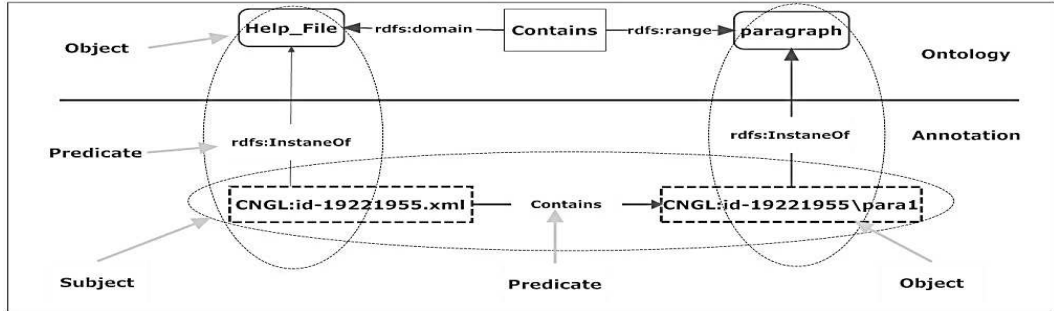 Help_File
rdfs:domain
Contains
rdfs:range
paragraph
Object
Ontology
rdfs:InstaneOf
rdfs:InstaneOf
Annotation
Predicate
CNGL:id-19221955.xml
Contains
CNGL:id-19221955\para1
Subject
Predicate
Object